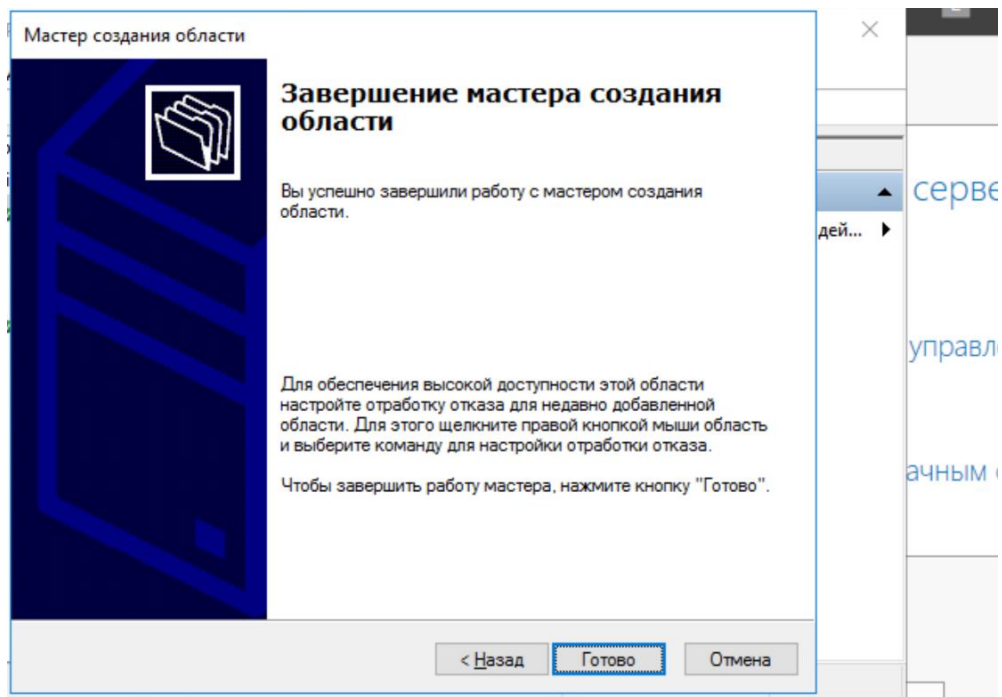 Мастер создания области
Завершение мастера создания
области
Вы успешно завершили работу с мастером создания
области.
Для обеспечения высокой доступности этой области
настройте отработку отказа для недавно добавленной
области. Для этого щелкните правой кнопкой мыши область
и выберите команду для настройки отработки отказа.
Чтобы завершить работу мастера, нажмите кнопку "Готово".
< Назад
Готово
Отмена
дей...
серве
управл
ачным